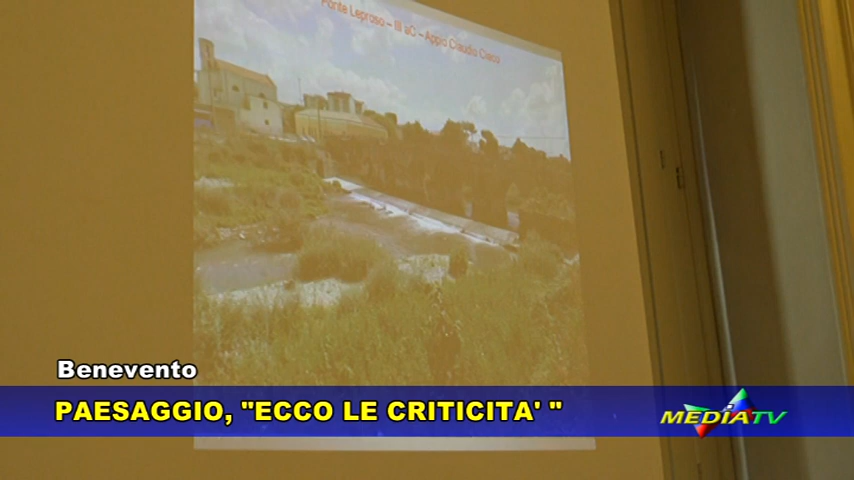 Ponte Leproso – III aC – Appio Claudio Cieco
Benevento
PAESAGGIO, "ECCO LE CRITICITA' "
MEDIATV